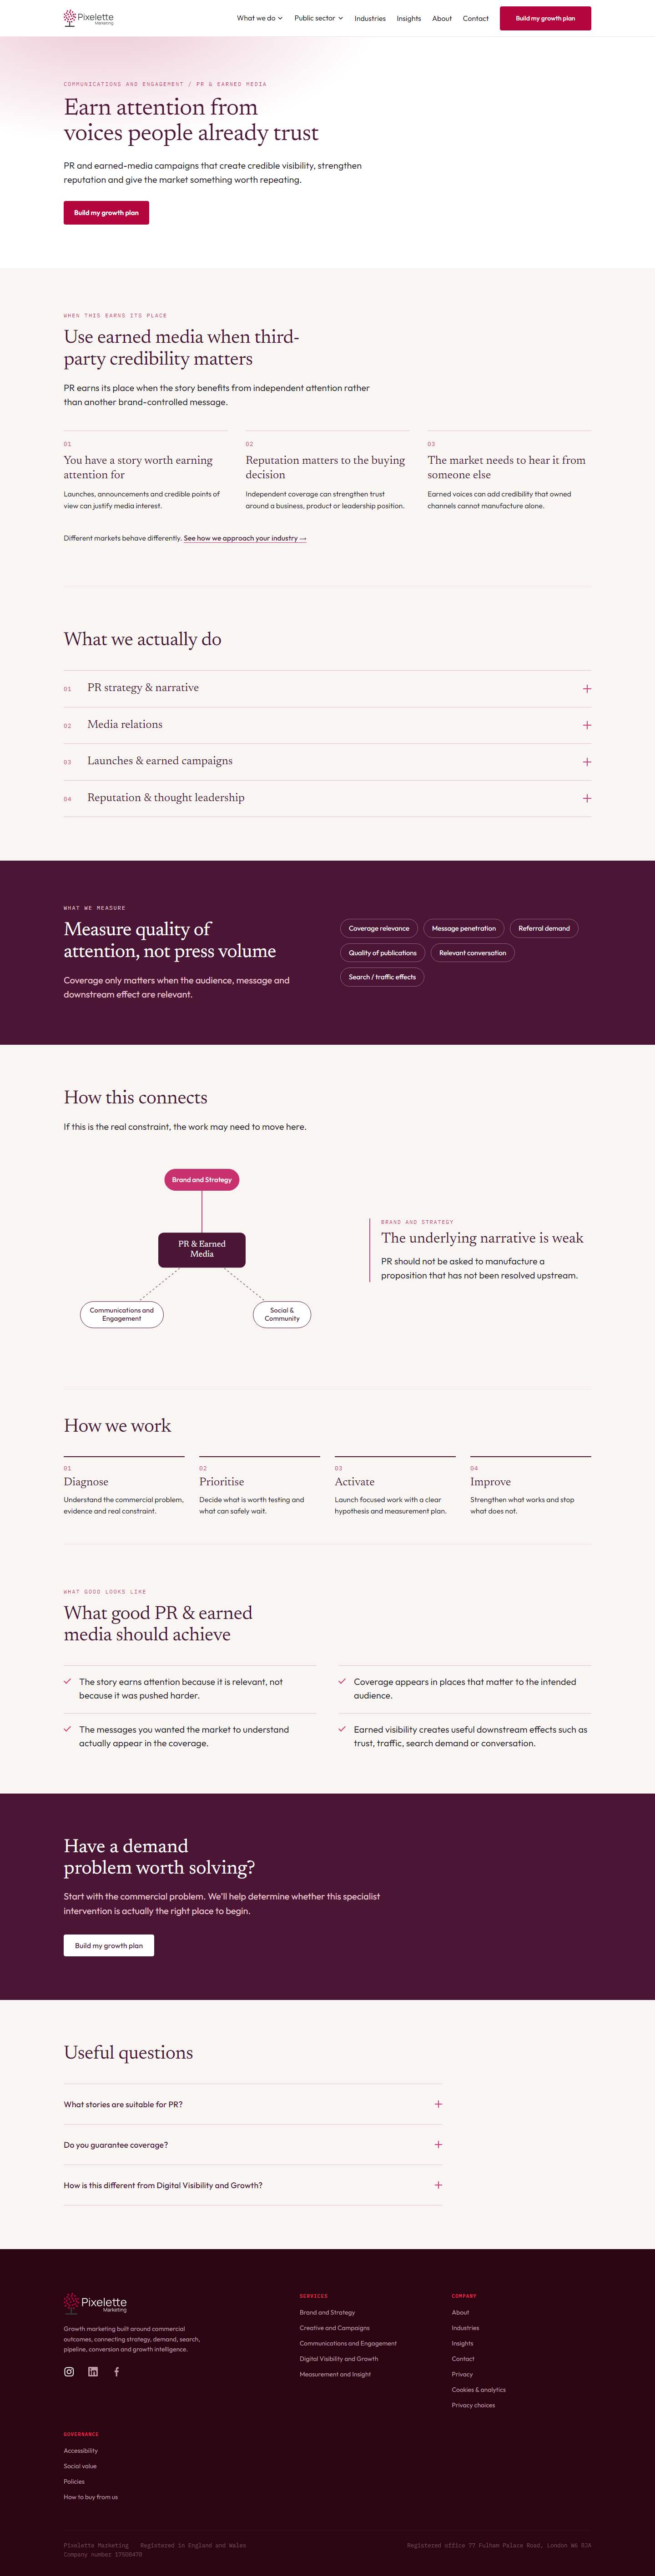 Pixelette
Marketing
What we do
Public sector
Industries
Insights
About
Contact
Build my growth plan
COMMUNICATIONS AND ENGAGEMENT / PR & EARNED MEDIA
Earn attention from
voices people already trust
PR and earned-media campaigns that create credible visibility, strengthen
reputation and give the market something worth repeating.
Build my growth plan
WHEN THIS EARNS ITS PLACE
Use earned media when third-
party credibility matters
PR earns its place when the story benefits from independent attention rather
than another brand-controlled message.
01
You have a story worth earning
attention for
Launches, announcements and credible points of
view can justify media interest.
02
Reputation matters to the buying
decision
Independent coverage can strengthen trust
around a business, product or leadership position.
03
The market needs to hear it from
someone else
Earned voices can add credibility that owned
channels cannot manufacture alone.
Different markets behave differently. See how we approach your industry →
What we actually do
01 PR strategy & narrative
02 Media relations
03 Launches & earned campaigns
04 Reputation & thought leadership
WHAT WE MEASURE
Measure quality of
attention, not press volume
Coverage only matters when the audience, message and
downstream effect are relevant.
Coverage relevance
Message penetration
Referral demand
Quality of publications
Relevant conversation
Search / traffic effects
How this connects
If this is the real constraint, the work may need to move here.
Brand and Strategy
PR & Earned
Media
Communications and
Engagement
Social &
Community
BRAND AND STRATEGY
The underlying narrative is weak
PR should not be asked to manufacture a
proposition that has not been resolved upstream.
How we work
01
Diagnose
Understand the commercial problem,
evidence and real constraint.
02
Prioritise
Decide what is worth testing and
what can safely wait.
03
Activate
Launch focused work with a clear
hypothesis and measurement plan.
04
Improve
Strengthen what works and stop
what does not.
WHAT GOOD LOOKS LIKE
What good PR & earned
media should achieve
The story earns attention because it is relevant, not
because it was pushed harder.
Coverage appears in places that matter to the intended
audience.
The messages you wanted the market to understand
actually appear in the coverage.
Earned visibility creates useful downstream effects such as
trust, traffic, search demand or conversation.
Have a demand
problem worth solving?
Start with the commercial problem. We'll help determine whether this specialist
intervention is actually the right place to begin.
Build my growth plan
Useful questions
What stories are suitable for PR?
Do you guarantee coverage?
How is this different from Digital Visibility and Growth?
Pixelette
Marketing
Growth marketing built around commercial
outcomes, connecting strategy, demand, search,
pipeline, conversion and growth intelligence.
SERVICES
Brand and Strategy
Creative and Campaigns
Communications and Engagement
Digital Visibility and Growth
Measurement and Insight
COMPANY
About
Industries
Insights
Contact
Privacy
Cookies & analytics
Privacy choices
GOVERNANCE
Accessibility
Social value
Policies
How to buy from us
Pixelette Marketing Registered in England and Wales
Company number 17508478
Registered office 77 Fulham Palace Road, London W6 8JA